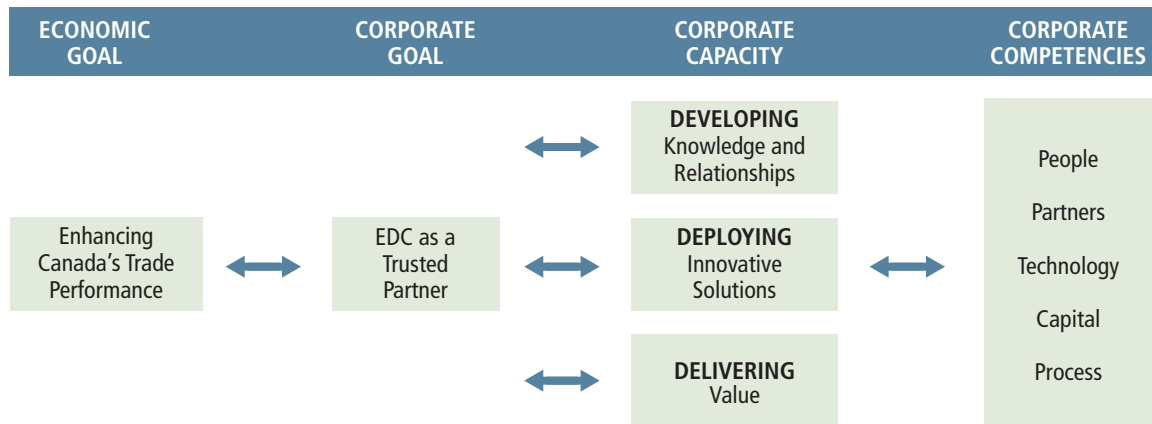 ECONOMIC
GOAL
CORPORATE
GOAL
CORPORATE
CAPACITY
CORPORATE
COMPETENCIES
Enhancing
Canada's Trade
Performance
EDC as a
Trusted
Partner
DEVELOPING
Knowledge and
Relationships
DEPLOYING
Innovative
Solutions
DELIVERING
Value
People
Partners
Technology
Capital
Process